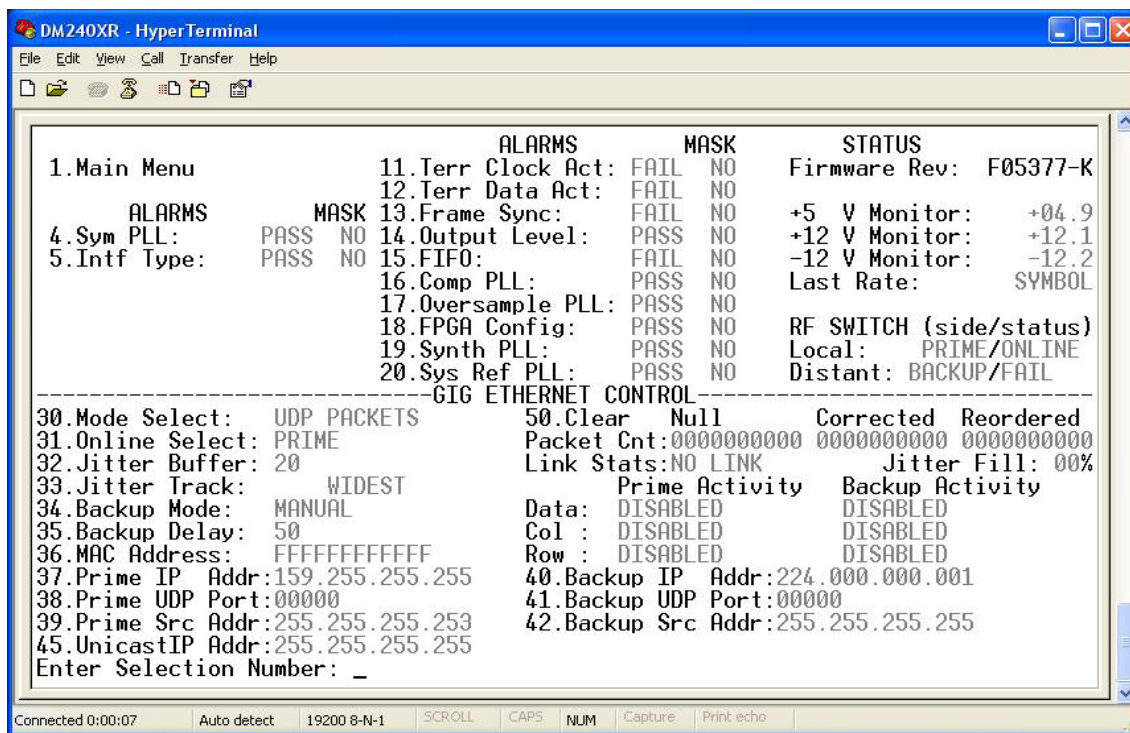 DM240XR - HyperTerminal
File Edit View Call Transfer Help
ALARMS MASK STATUS
1.Main Menu 11.Terr Clock Act: FAIL NO Firmware Rev: F05377-K
12.Terr Data Act: FAIL NO
ALARMS MASK 13.Frame Sync: FAIL NO +5 V Monitor: +04.9
4.Sym PLL: PASS NO 14.Output Level: PASS NO +12 V Monitor: +12.1
5.Intf Type: PASS NO 15.FIFO: FAIL NO -12 V Monitor: -12.2
16.Comp PLL: PASS NO Last Rate: SYMBOL
17.Oversample PLL: PASS NO
18.FPGA Config: PASS NO RF SWITCH (side/status)
19.Synth PLL: PASS NO Local: PRIME/ONLINE
20.Sys Ref PLL: PASS NO Distant: BACKUP/FAIL
--------------------------------GIG ETHERNET CONTROL--------------------------------
30.Mode Select: UDP PACKETS 50.Clear Null Corrected Reordered
31.Online Select: PRIME Packet Cnt:0000000000 0000000000 0000000000
32.Jitter Buffer: 20 Link Stats:NO LINK Jitter Fill: 00%
33.Jitter Track: WIDEST Prime Activity Backup Activity
34.Backup Mode: MANUAL Data: DISABLED DISABLED
35.Backup Delay: 50 Col : DISABLED DISABLED
36.MAC Address: FFFFFFFFFFFF Row : DISABLED DISABLED
37.Prime IP Addr:159.255.255.255 40.Backup IP Addr:224.000.000.001
38.Prime UDP Port:00000 41.Backup UDP Port:00000
39.Prime Src Addr:255.255.255.253 42.Backup Src Addr:255.255.255.255
45.UnicastIP Addr:255.255.255.255
Enter Selection Number: _
Connected 0:00:07 Auto detect 19200 8-N-1 SCROLL CAPS NUM Capture Print echo